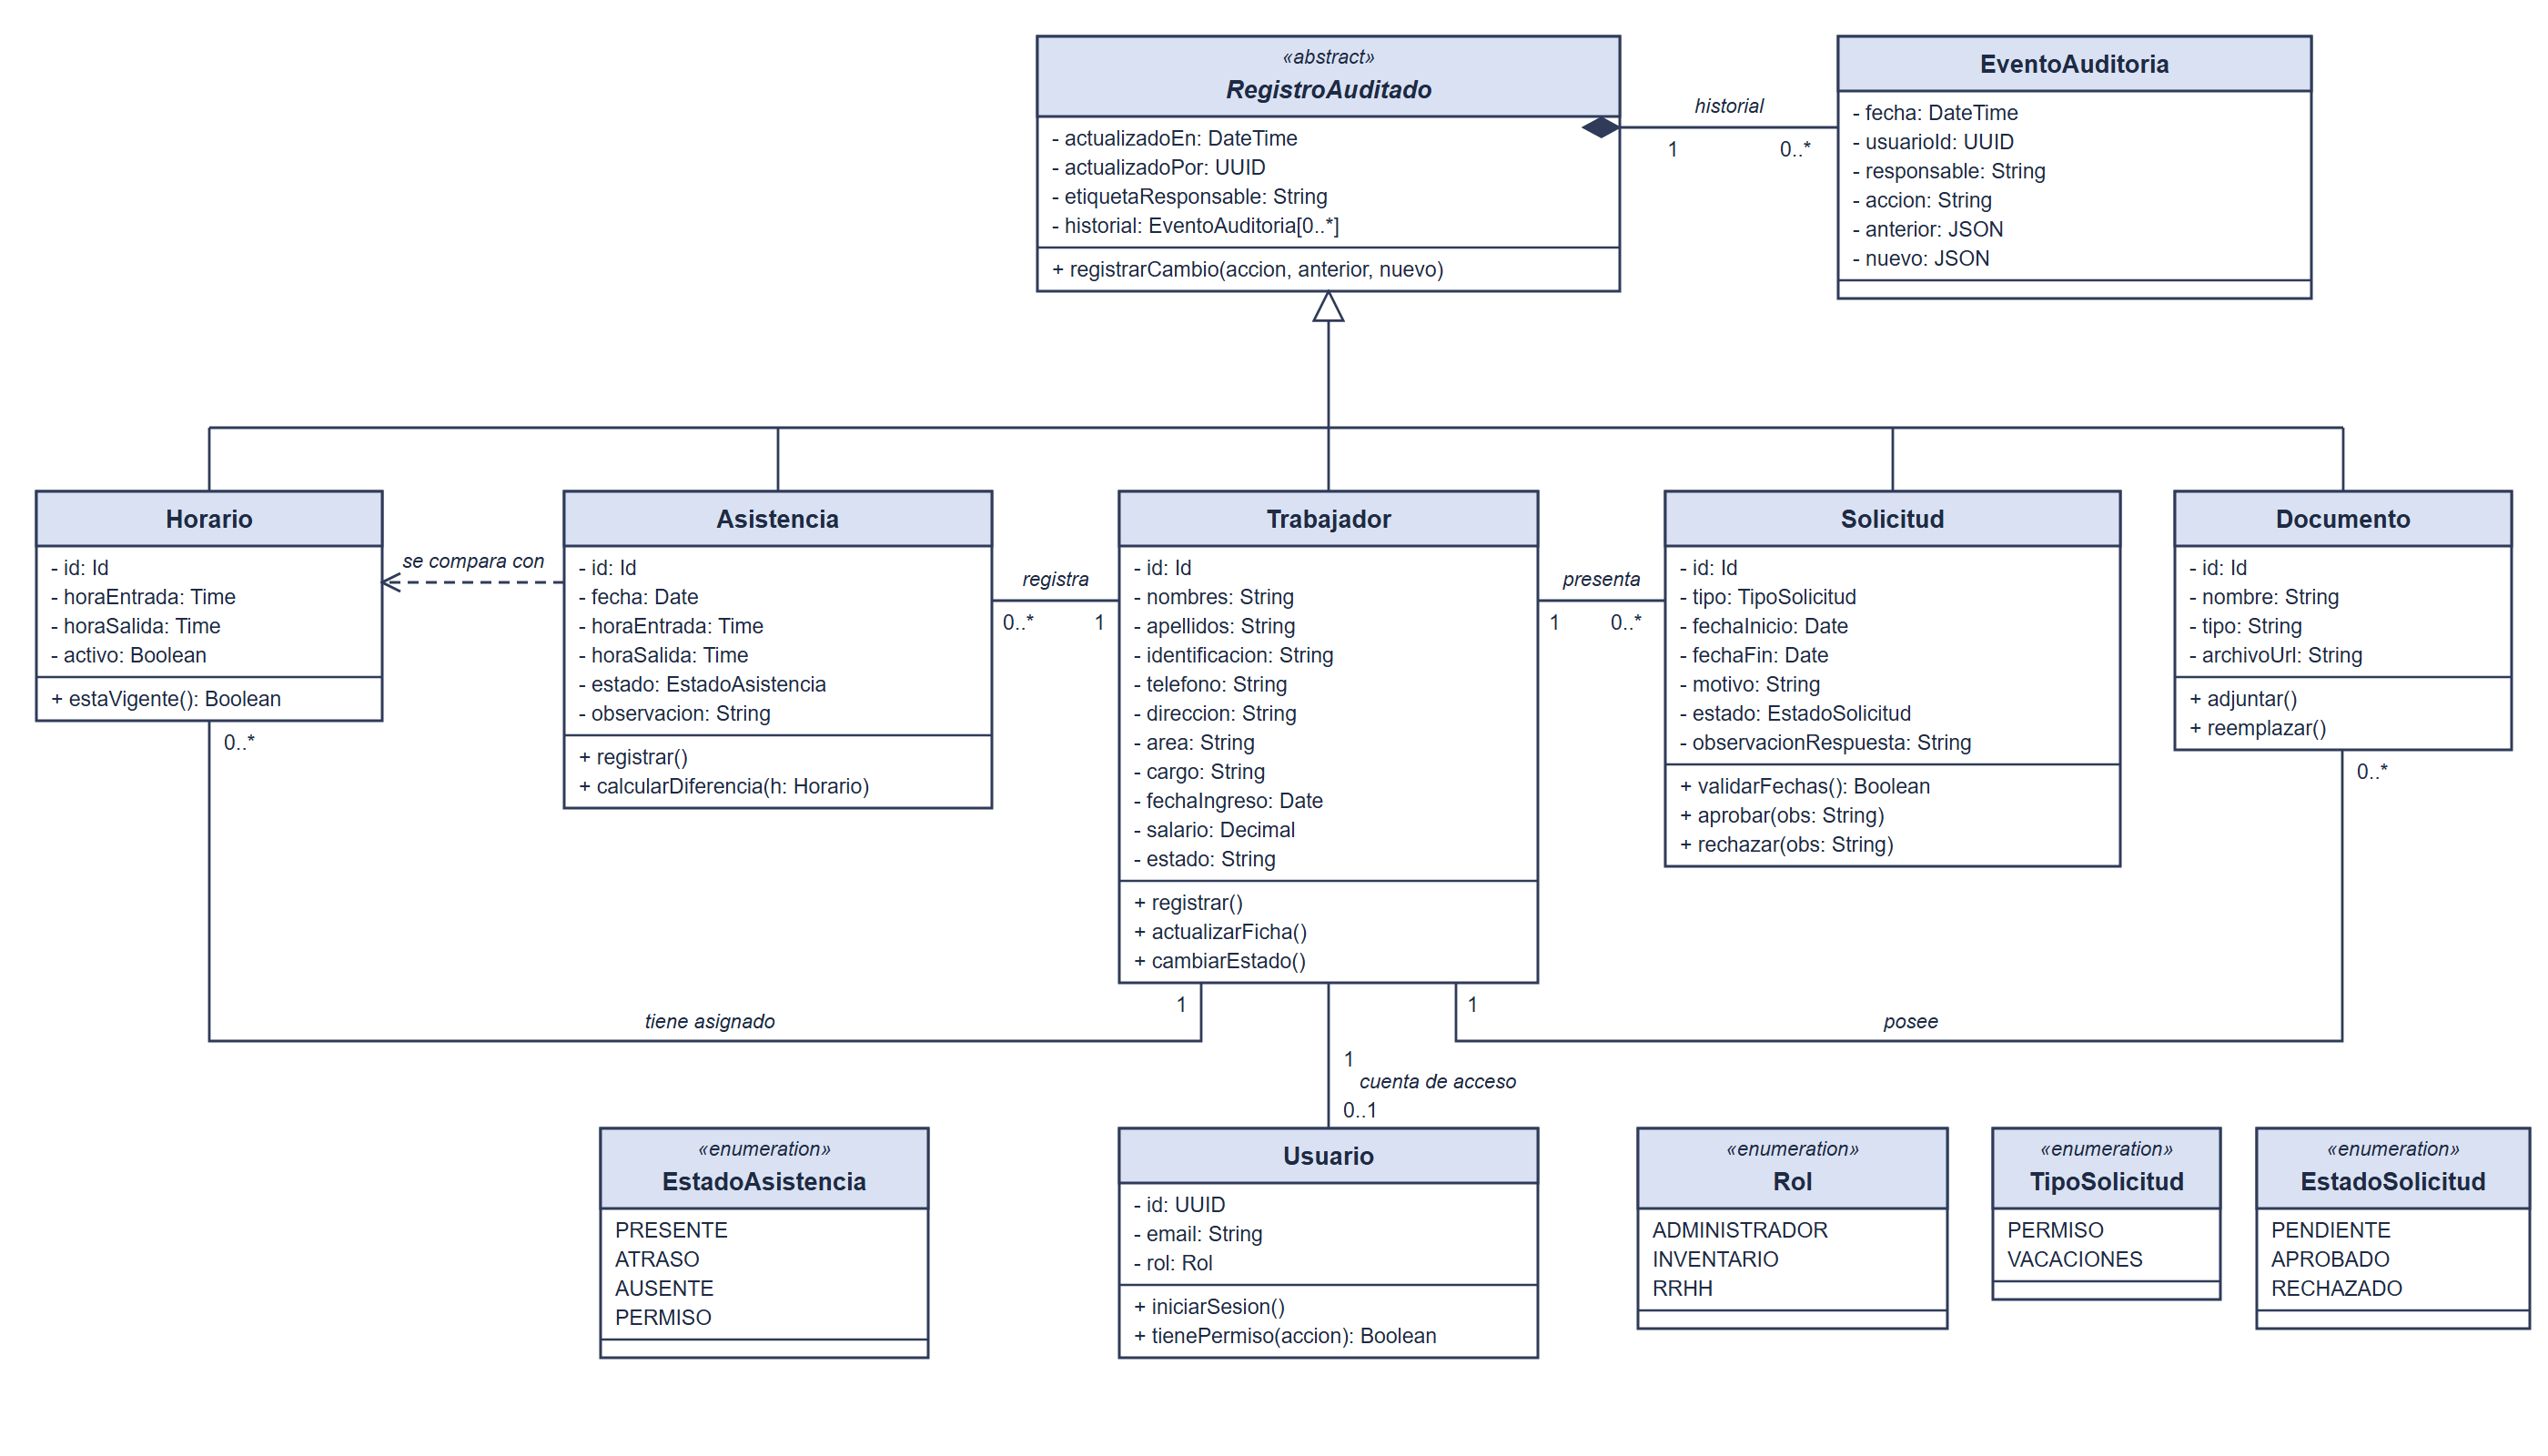 «abstract»
RegistroAuditado
- actualizadoEn: DateTime
- actualizadoPor: UUID
- etiquetaResponsable: String
- historial: EventoAuditoria[0..*]
+ registrarCambio(accion, anterior, nuevo)
historial
1
0..*
EventoAuditoria
- fecha: DateTime
- usuarioId: UUID
- responsable: String
- accion: String
- anterior: JSON
- nuevo: JSON
Horario
- id: Id
- horaEntrada: Time
- horaSalida: Time
- activo: Boolean
+ estaVigente(): Boolean
0..*
se compara con
Asistencia
- id: Id
- fecha: Date
- horaEntrada: Time
- horaSalida: Time
- estado: EstadoAsistencia
- observacion: String
+ registrar()
+ calcularDiferencia(h: Horario)
registra
0..*
1
Trabajador
- id: Id
- nombres: String
- apellidos: String
- identificacion: String
- telefono: String
- direccion: String
- area: String
- cargo: String
- fechaIngreso: Date
- salario: Decimal
- estado: String
+ registrar()
+ actualizarFicha()
+ cambiarEstado()
presenta
1
0..*
Solicitud
- id: Id
- tipo: TipoSolicitud
- fechaInicio: Date
- fechaFin: Date
- motivo: String
- estado: EstadoSolicitud
- observacionRespuesta: String
+ validarFechas(): Boolean
+ aprobar(obs: String)
+ rechazar(obs: String)
Documento
- id: Id
- nombre: String
- tipo: String
- archivoUrl: String
+ adjuntar()
+ reemplazar()
0..*
1
tiene asignado
1
posee
1
cuenta de acceso
0..1
«enumeration»
EstadoAsistencia
PRESENTE
ATRASO
AUSENTE
PERMISO
Usuario
- id: UUID
- email: String
- rol: Rol
+ iniciarSesion()
+ tienePermiso(accion): Boolean
«enumeration»
Rol
ADMINISTRADOR
INVENTARIO
RRHH
«enumeration»
TipoSolicitud
PERMISO
VACACIONES
«enumeration»
EstadoSolicitud
PENDIENTE
APROBADO
RECHAZADO